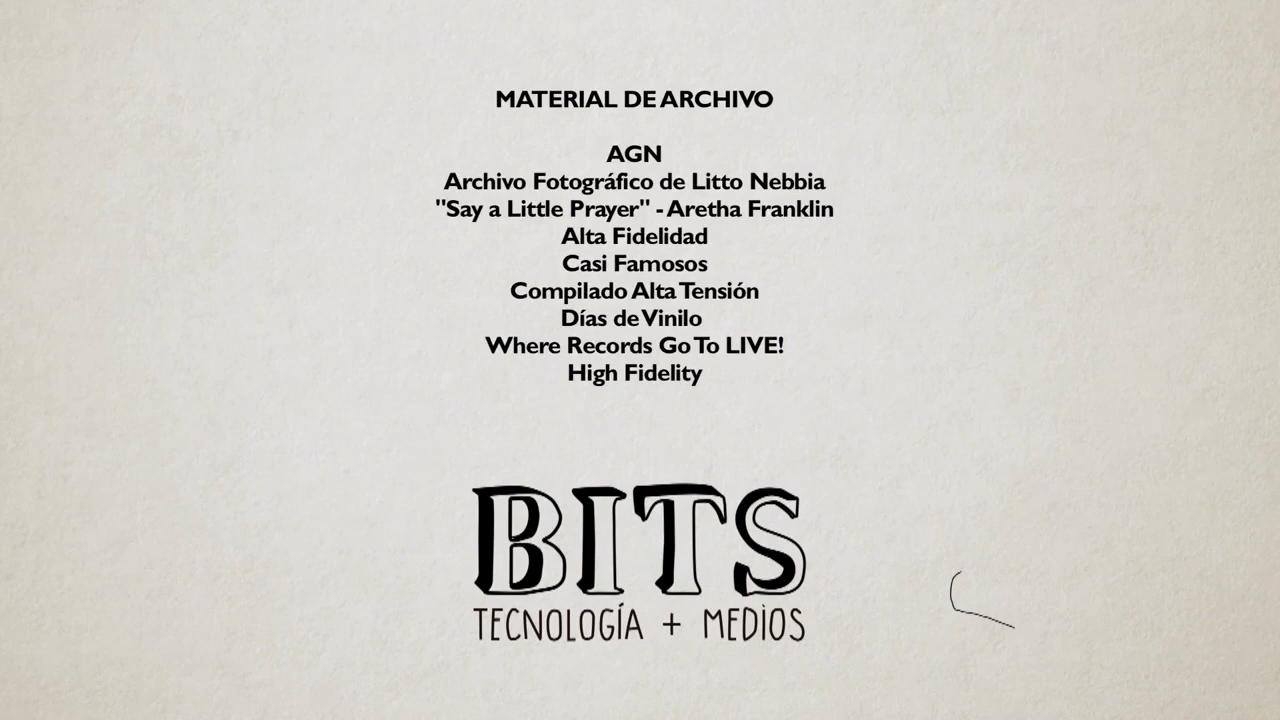 MATERIAL DE ARCHIVO
AGN
Archivo Fotográfico de Litto Nebbia
"Say a Little Prayer" - Aretha Franklin
Alta Fidelidad
Casi Famosos
Compilado Alta Tensión
Días de Vinilo
Where Records Go To LIVE!
High Fidelity
BITS
TECNOLOGÍA + MEDIOS